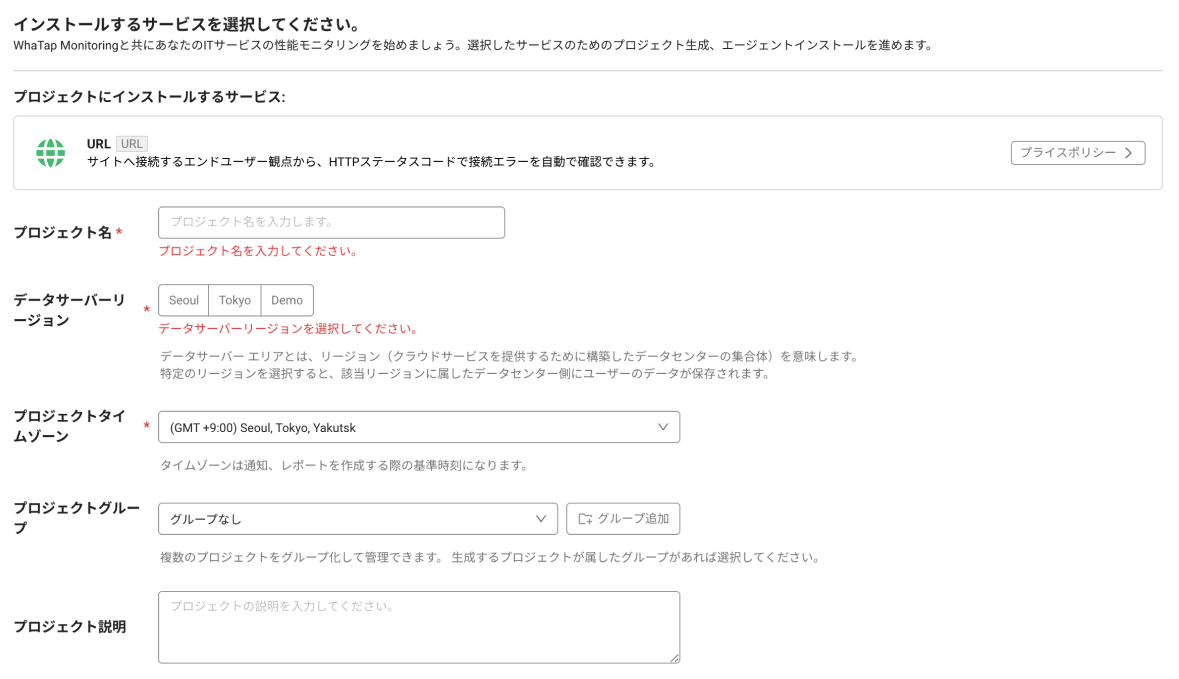 インストールするサービスを選択してください。
WhaTap Monitoringと共にあなたのITサービスの性能モニタリングを始めましょう。選択したサービスのためのプロジェクト生成、エージェントインストールを進めます。
プロジェクトにインストールするサービス:
URL URL
サイトへ接続するエンドユーザー観点から、HTTPステータスコードで接続エラーを自動で確認できます。
プライスポリシー
プロジェクト名 *
プロジェクト名を入力します。
プロジェクト名を入力してください。
データサーバーリ
ージョン
*
Seoul Tokyo Demo
データサーバーリージョンを選択してください。
データサーバー エリアとは、リージョン（クラウドサービスを提供するために構築したデータセンターの集合体）を意味します。
特定のリージョンを選択すると、該当リージョンに属したデータセンター側にユーザーのデータが保存されます。
プロジェクトタイ
ムゾーン
*
(GMT +9:00) Seoul, Tokyo, Yakutsk
タイムゾーンは通知、レポートを作成する際の基準時刻になります。
プロジェクトグルー
プ
グループなし
グループ追加
複数のプロジェクトをグループ化して管理できます。 生成するプロジェクトが属したグループがあれば選択してください。
プロジェクト説明
プロジェクトの説明を入力してください。